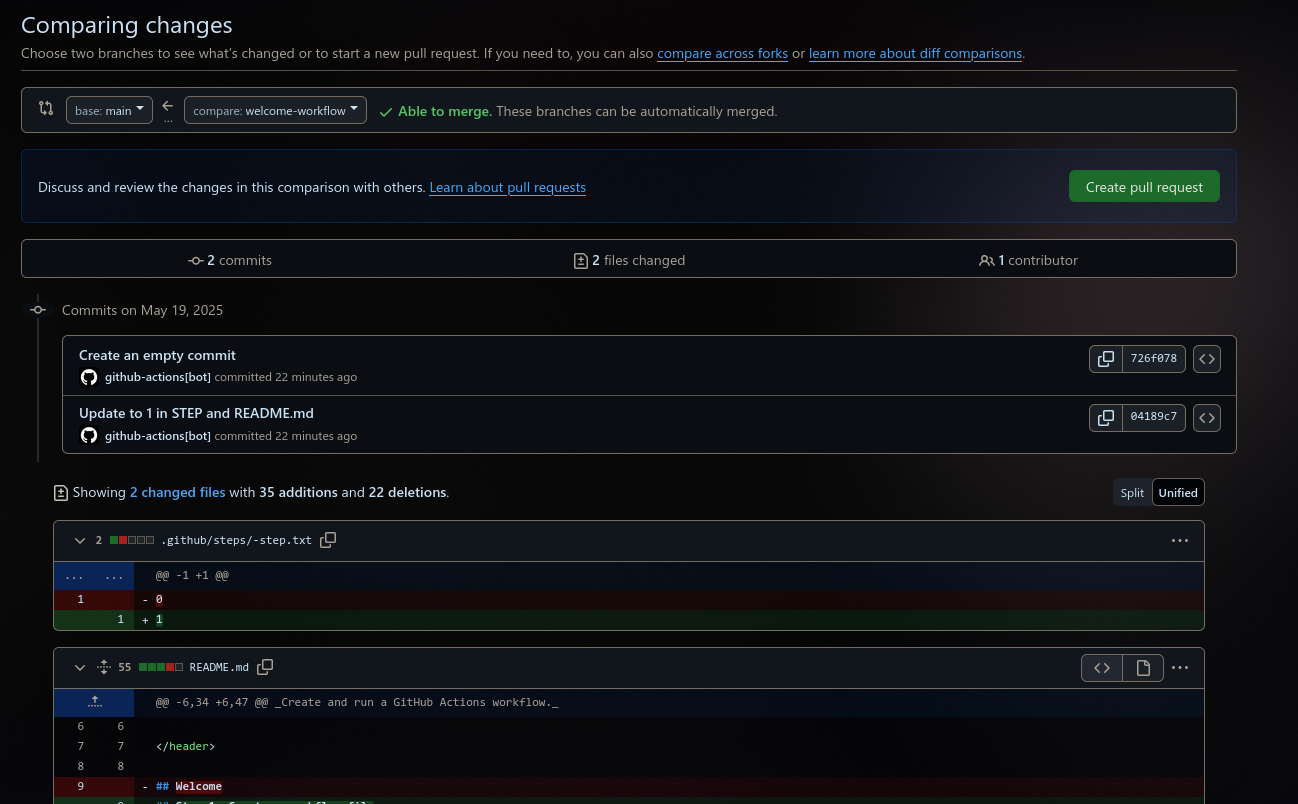 Comparing changes
Choose two branches to see what's changed or to start a new pull request. If you need to, you can also compare across forks or learn more about diff comparisons.
base: main ... compare: welcome-workflow Able to merge. These branches can be automatically merged.
Discuss and review the changes in this comparison with others. Learn about pull requests Create pull request
2 commits 2 files changed 1 contributor
Commits on May 19, 2025
Create an empty commit 726f078
github-actions[bot] committed 22 minutes ago
Update to 1 in STEP and README.md 04189c7
github-actions[bot] committed 22 minutes ago
Showing 2 changed files with 35 additions and 22 deletions. Split Unified
2 .github/steps/-step.txt
... ... @@ -1 +1 @@
1 - 0
1 + 1
55 README.md
@@ -6,34 +6,47 @@ _Create and run a GitHub Actions workflow._
6 6
7 7 </header>
8 8
9 - ## Welcome